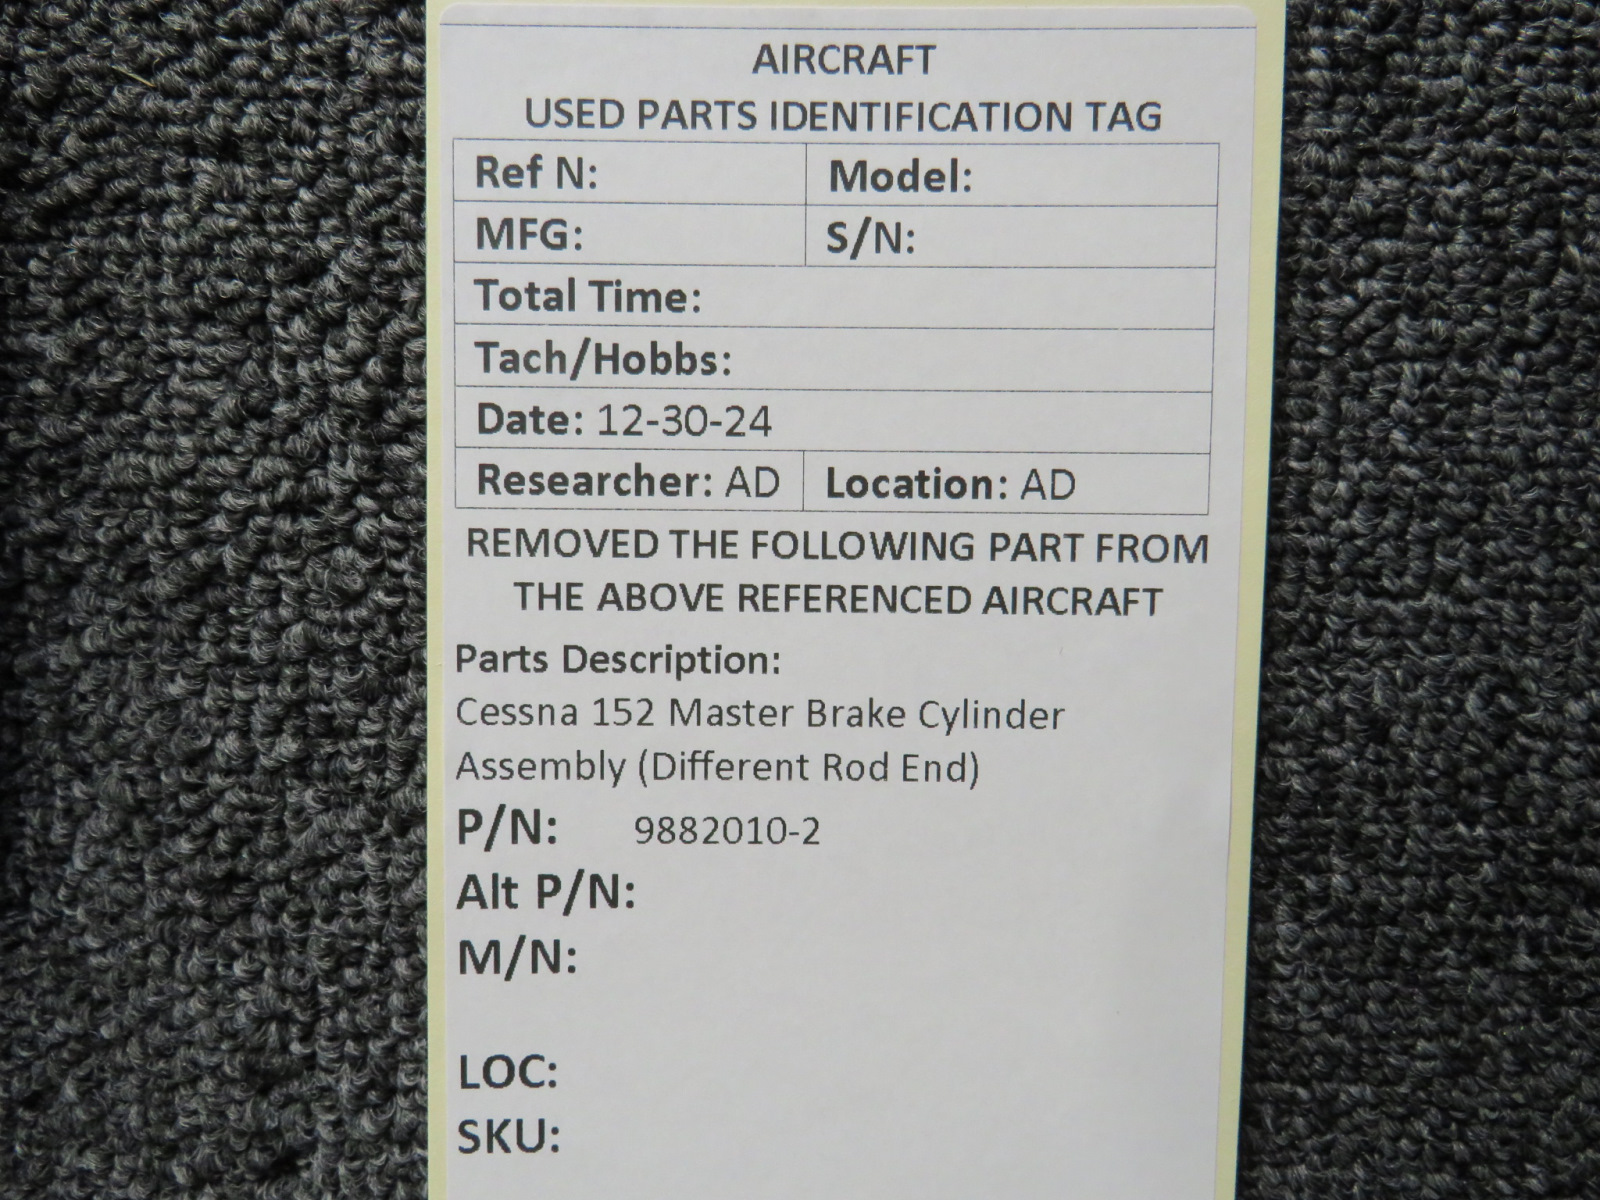 AIRCRAFT
USED PARTS IDENTIFICATION TAG
Ref N: Model:
MFG: S/N:
Total Time:
Tach/Hobbs:
Date: 12-30-24
Researcher: AD Location: AD
REMOVED THE FOLLOWING PART FROM
THE ABOVE REFERENCED AIRCRAFT
Parts Description:
Cessna 152 Master Brake Cylinder
Assembly (Different Rod End)
P/N: 9882010-2
Alt P/N:
M/N:
LOC:
SKU: